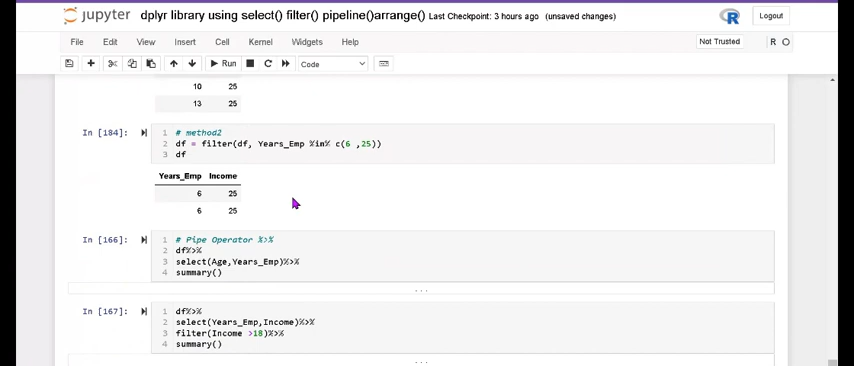 jupyter dplyr library using select() filter() pipeline()arrange() Last Checkpoint: 3 hours ago (unsaved changes) R Logout
File Edit View Insert Cell Kernel Widgets Help Not Trusted R
Run Code
10 25
13 25
In [184]: 1 # method2
2 df = filter(df, Years_Emp %in% c(6 ,25))
3 df
Years_Emp Income
6 25
6 25
In [166]: 1 # Pipe Operator %>%
2 df%>%
3 select(Age,Years_Emp)%>%
4 summary()
...
In [167]: 1 df%>%
2 select(Years_Emp,Income)%>%
3 filter(Income >18)%>%
4 summary()
...